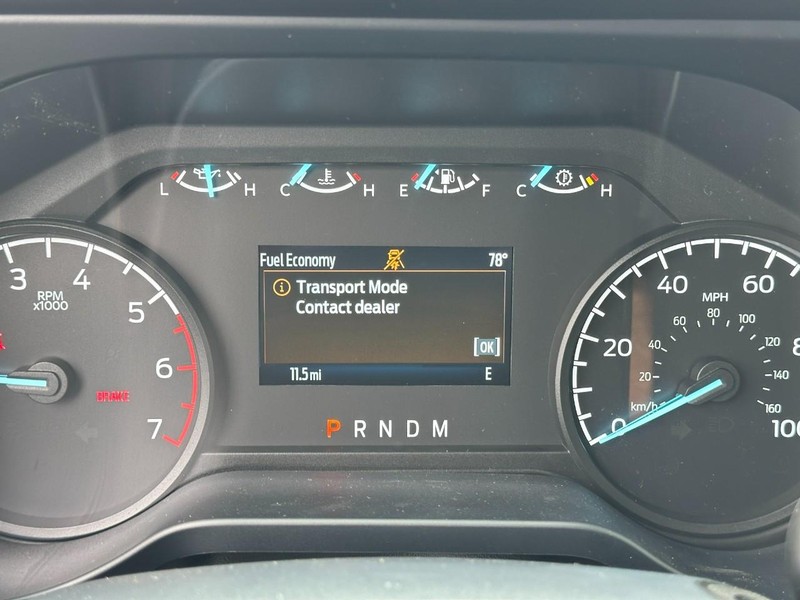 L H C H E F C H
Fuel Economy 78°
Transport Mode
Contact dealer
[OK]
11.5 mi E
P R N D M
3 4 5 6 7
RPM
x1000
BRAKE
0 20 40 60
MPH
20 40 60 80 100 120 140 160
km/h
100